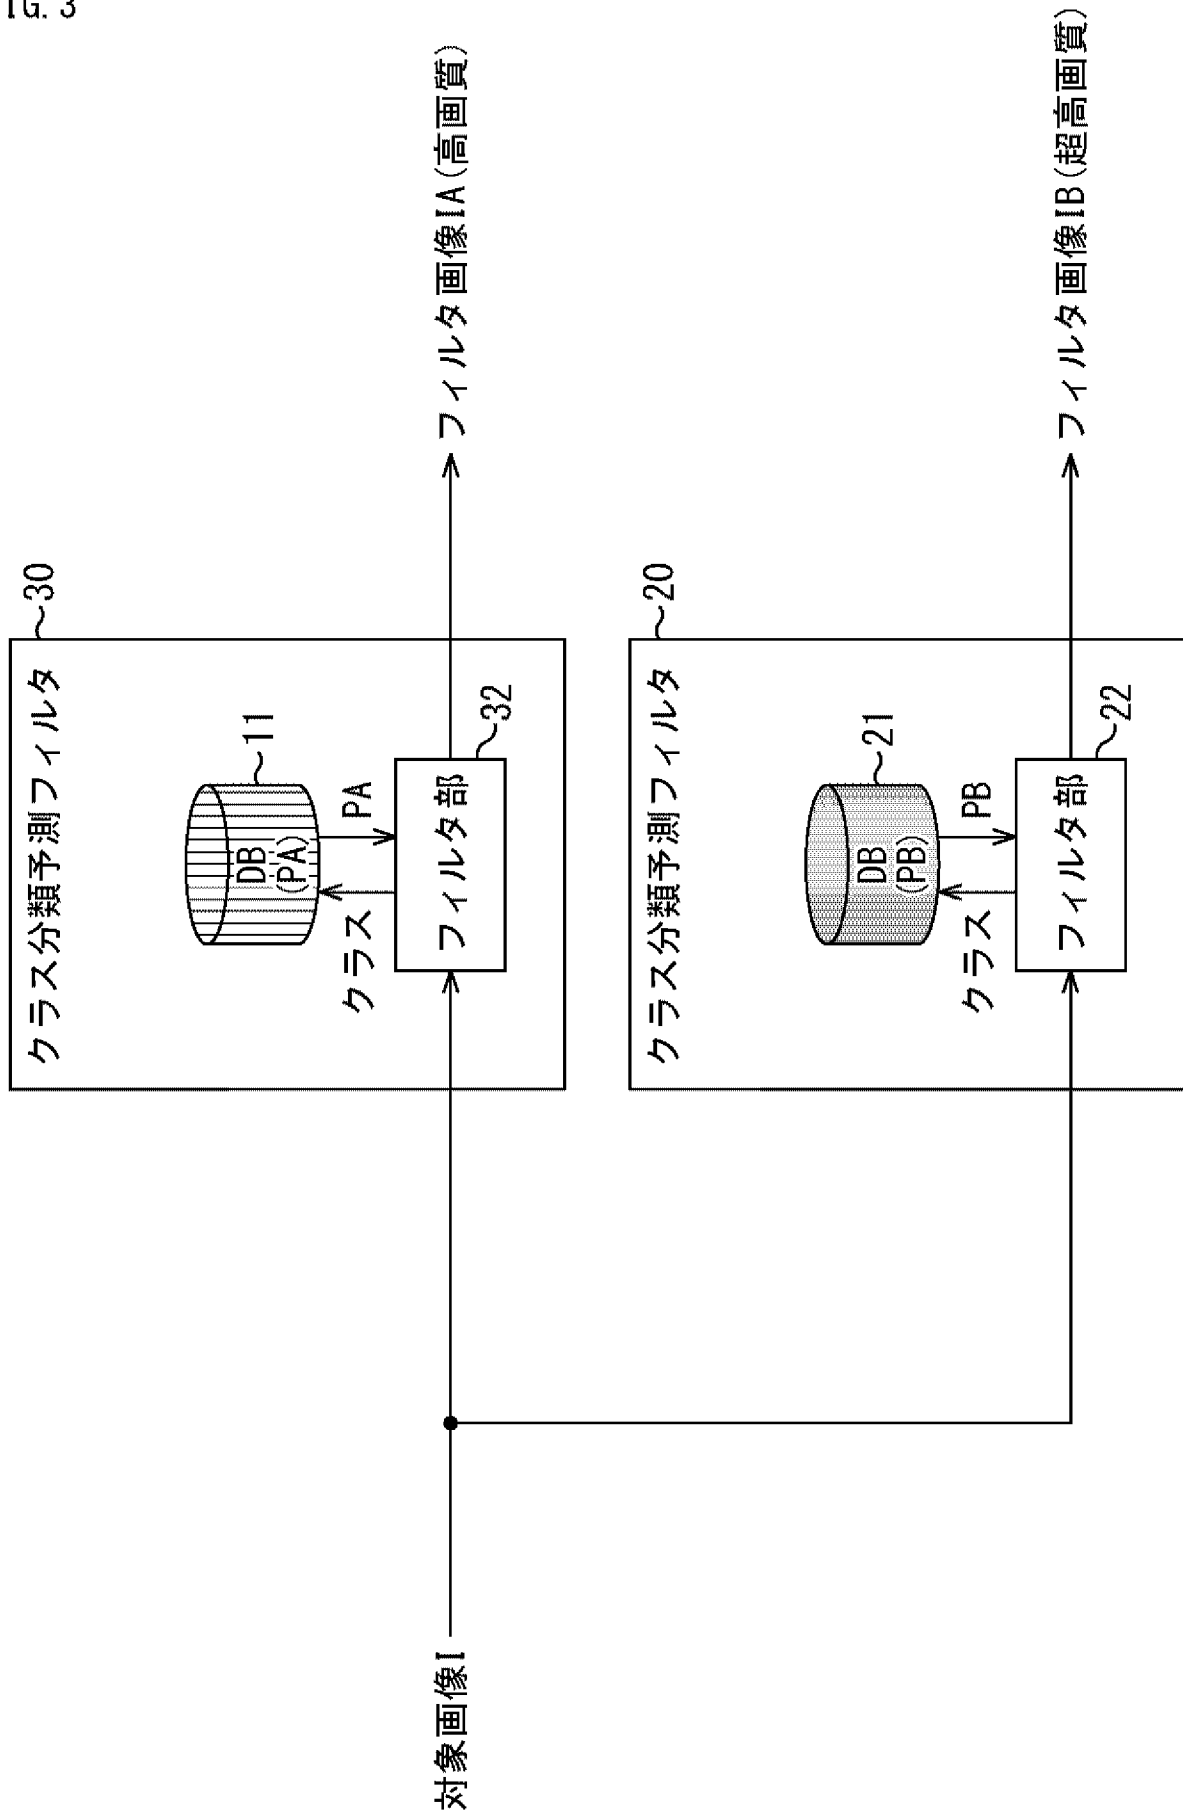 IG. 3
対象画像I
クラス分類予測フィルタ
30
DB
(PA)
11
クラス
PA
フィルタ部
32
フィルタ画像IA(高画質)
クラス分類予測フィルタ
20
DB
(PB)
21
クラス
PB
フィルタ部
22
フィルタ画像IB(超高画質)